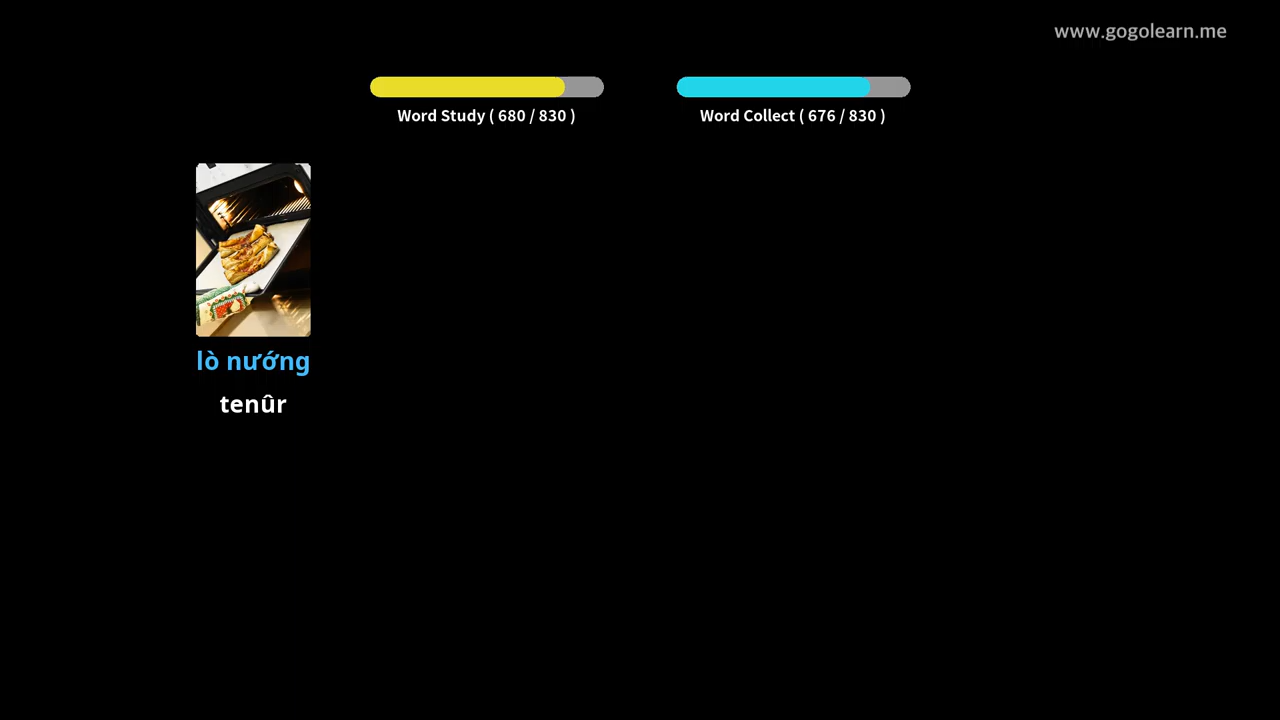 www.gogolearn.me
Word Study ( 680 / 830 )
Word Collect ( 676 / 830 )
lò nướng
tenûr